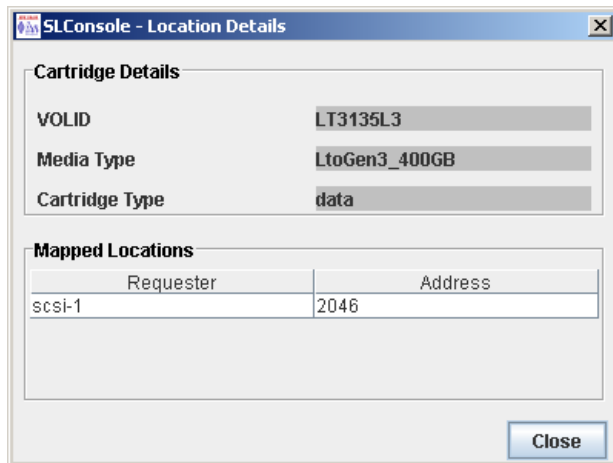 SLConsole - Location Details
Cartridge Details
VOLID LT3135L3
Media Type LtoGen3_400GB
Cartridge Type data
Mapped Locations
Requester Address
scsi-1 2046
Close